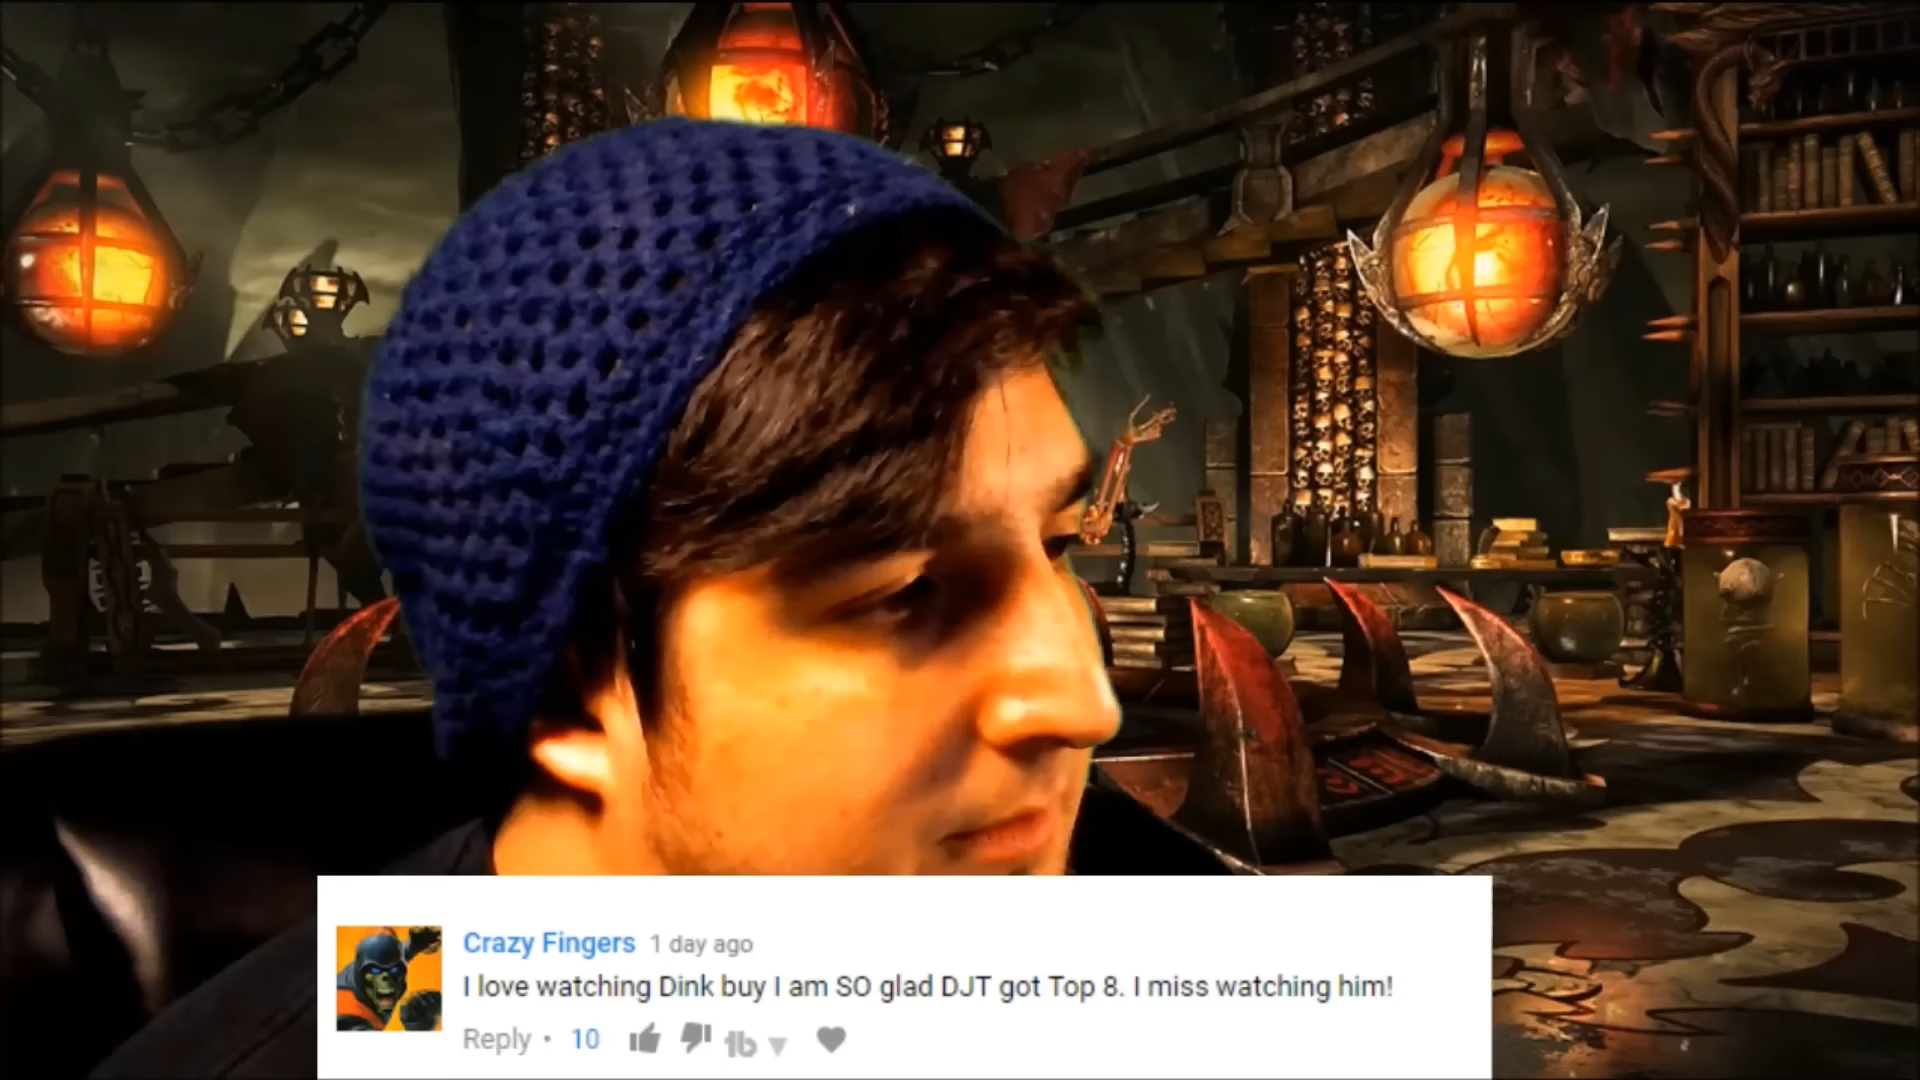 Crazy Fingers 1 day ago
I love watching Dink buy I am SO glad DJT got Top 8. I miss watching him!
Reply • 10